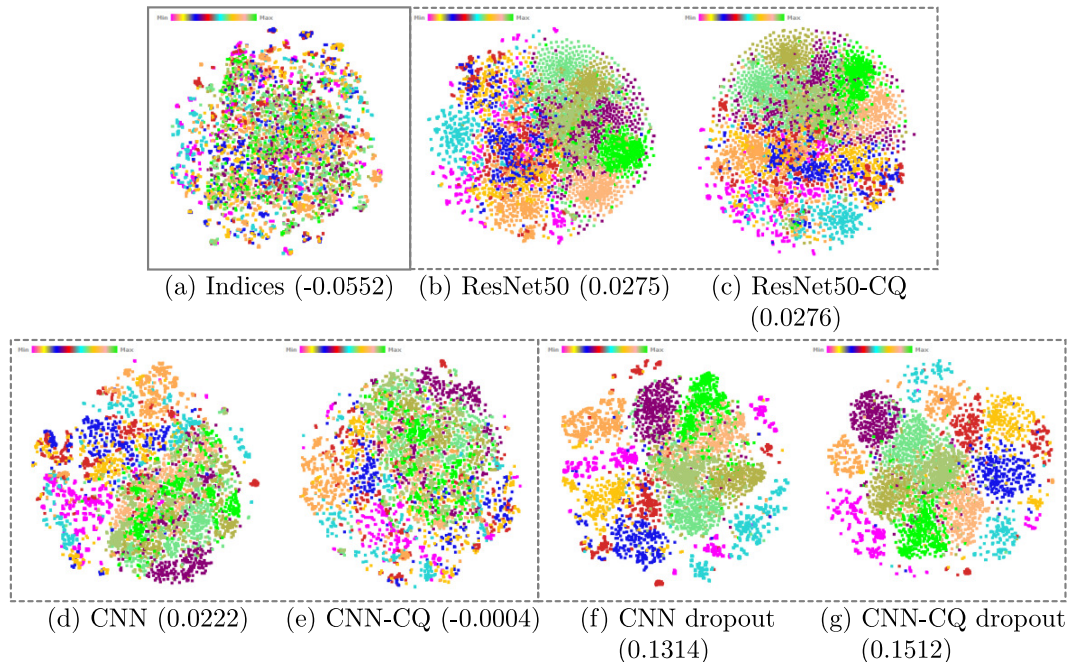 Min Max
Min Max
Min Max
(a) Indices (-0.0552)
(b) ResNet50 (0.0275)
(c) ResNet50-CQ
(0.0276)
Min Max
Min Max
Min Max
Min Max
(d) CNN (0.0222)
(e) CNN-CQ (-0.0004)
(f) CNN dropout
(0.1314)
(g) CNN-CQ dropout
(0.1512)